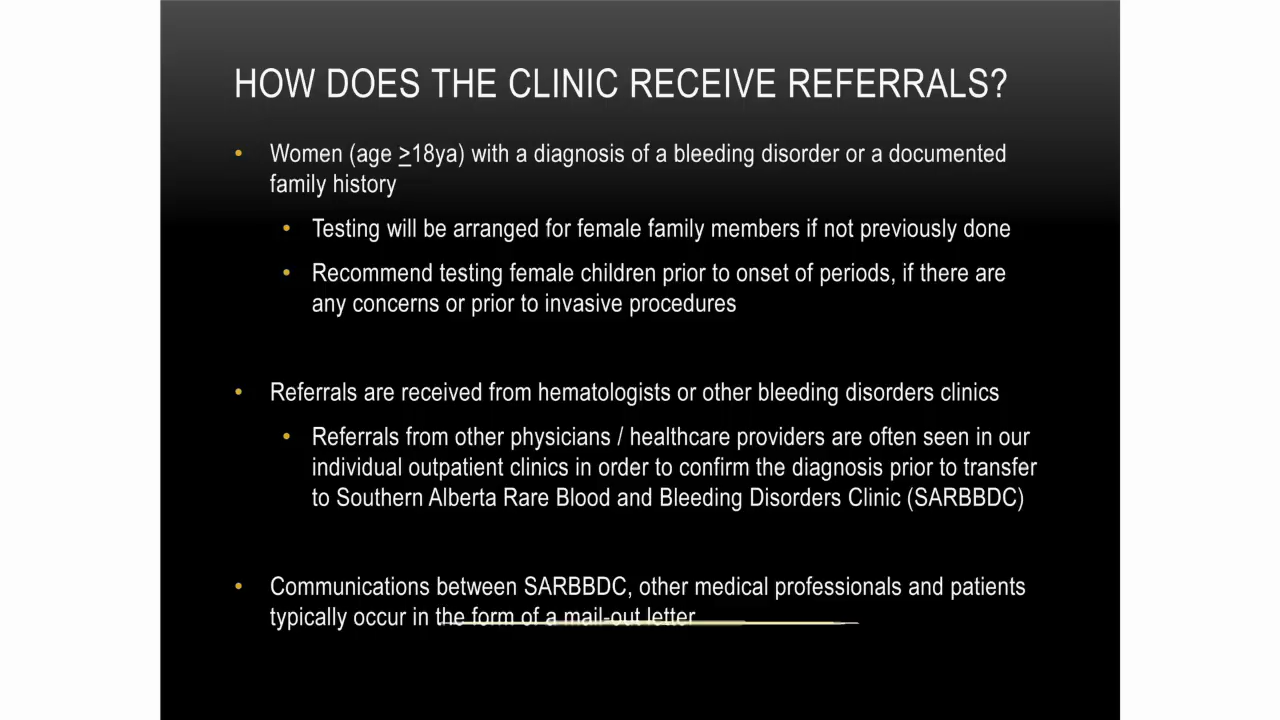 HOW DOES THE CLINIC RECEIVE REFERRALS?
• Women (age >18ya) with a diagnosis of a bleeding disorder or a documented
family history
• Testing will be arranged for female family members if not previously done
• Recommend testing female children prior to onset of periods, if there are
any concerns or prior to invasive procedures
• Referrals are received from hematologists or other bleeding disorders clinics
• Referrals from other physicians / healthcare providers are often seen in our
individual outpatient clinics in order to confirm the diagnosis prior to transfer
to Southern Alberta Rare Blood and Bleeding Disorders Clinic (SARBBDC)
• Communications between SARBBDC, other medical professionals and patients
typically occur in the form of a mail-out letter